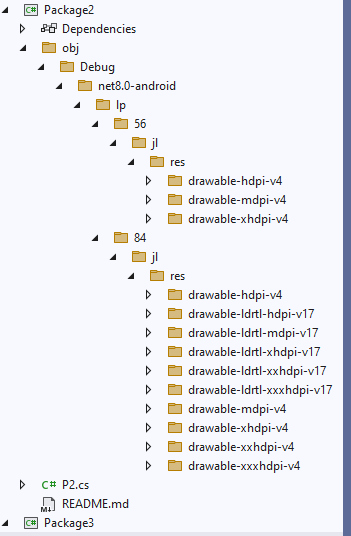 Package2
Dependencies
obj
Debug
net8.0-android
lp
56
jl
res
drawable-hdpi-v4
drawable-mdpi-v4
drawable-xhdpi-v4
84
jl
res
drawable-hdpi-v4
drawable-ldrtl-hdpi-v17
drawable-ldrtl-mdpi-v17
drawable-ldrtl-xhdpi-v17
drawable-ldrtl-xxhdpi-v17
drawable-ldrtl-xxxhdpi-v17
drawable-mdpi-v4
drawable-xhdpi-v4
drawable-xxhdpi-v4
drawable-xxxhdpi-v4
C# P2.cs
M↓ README.md
C# Package3